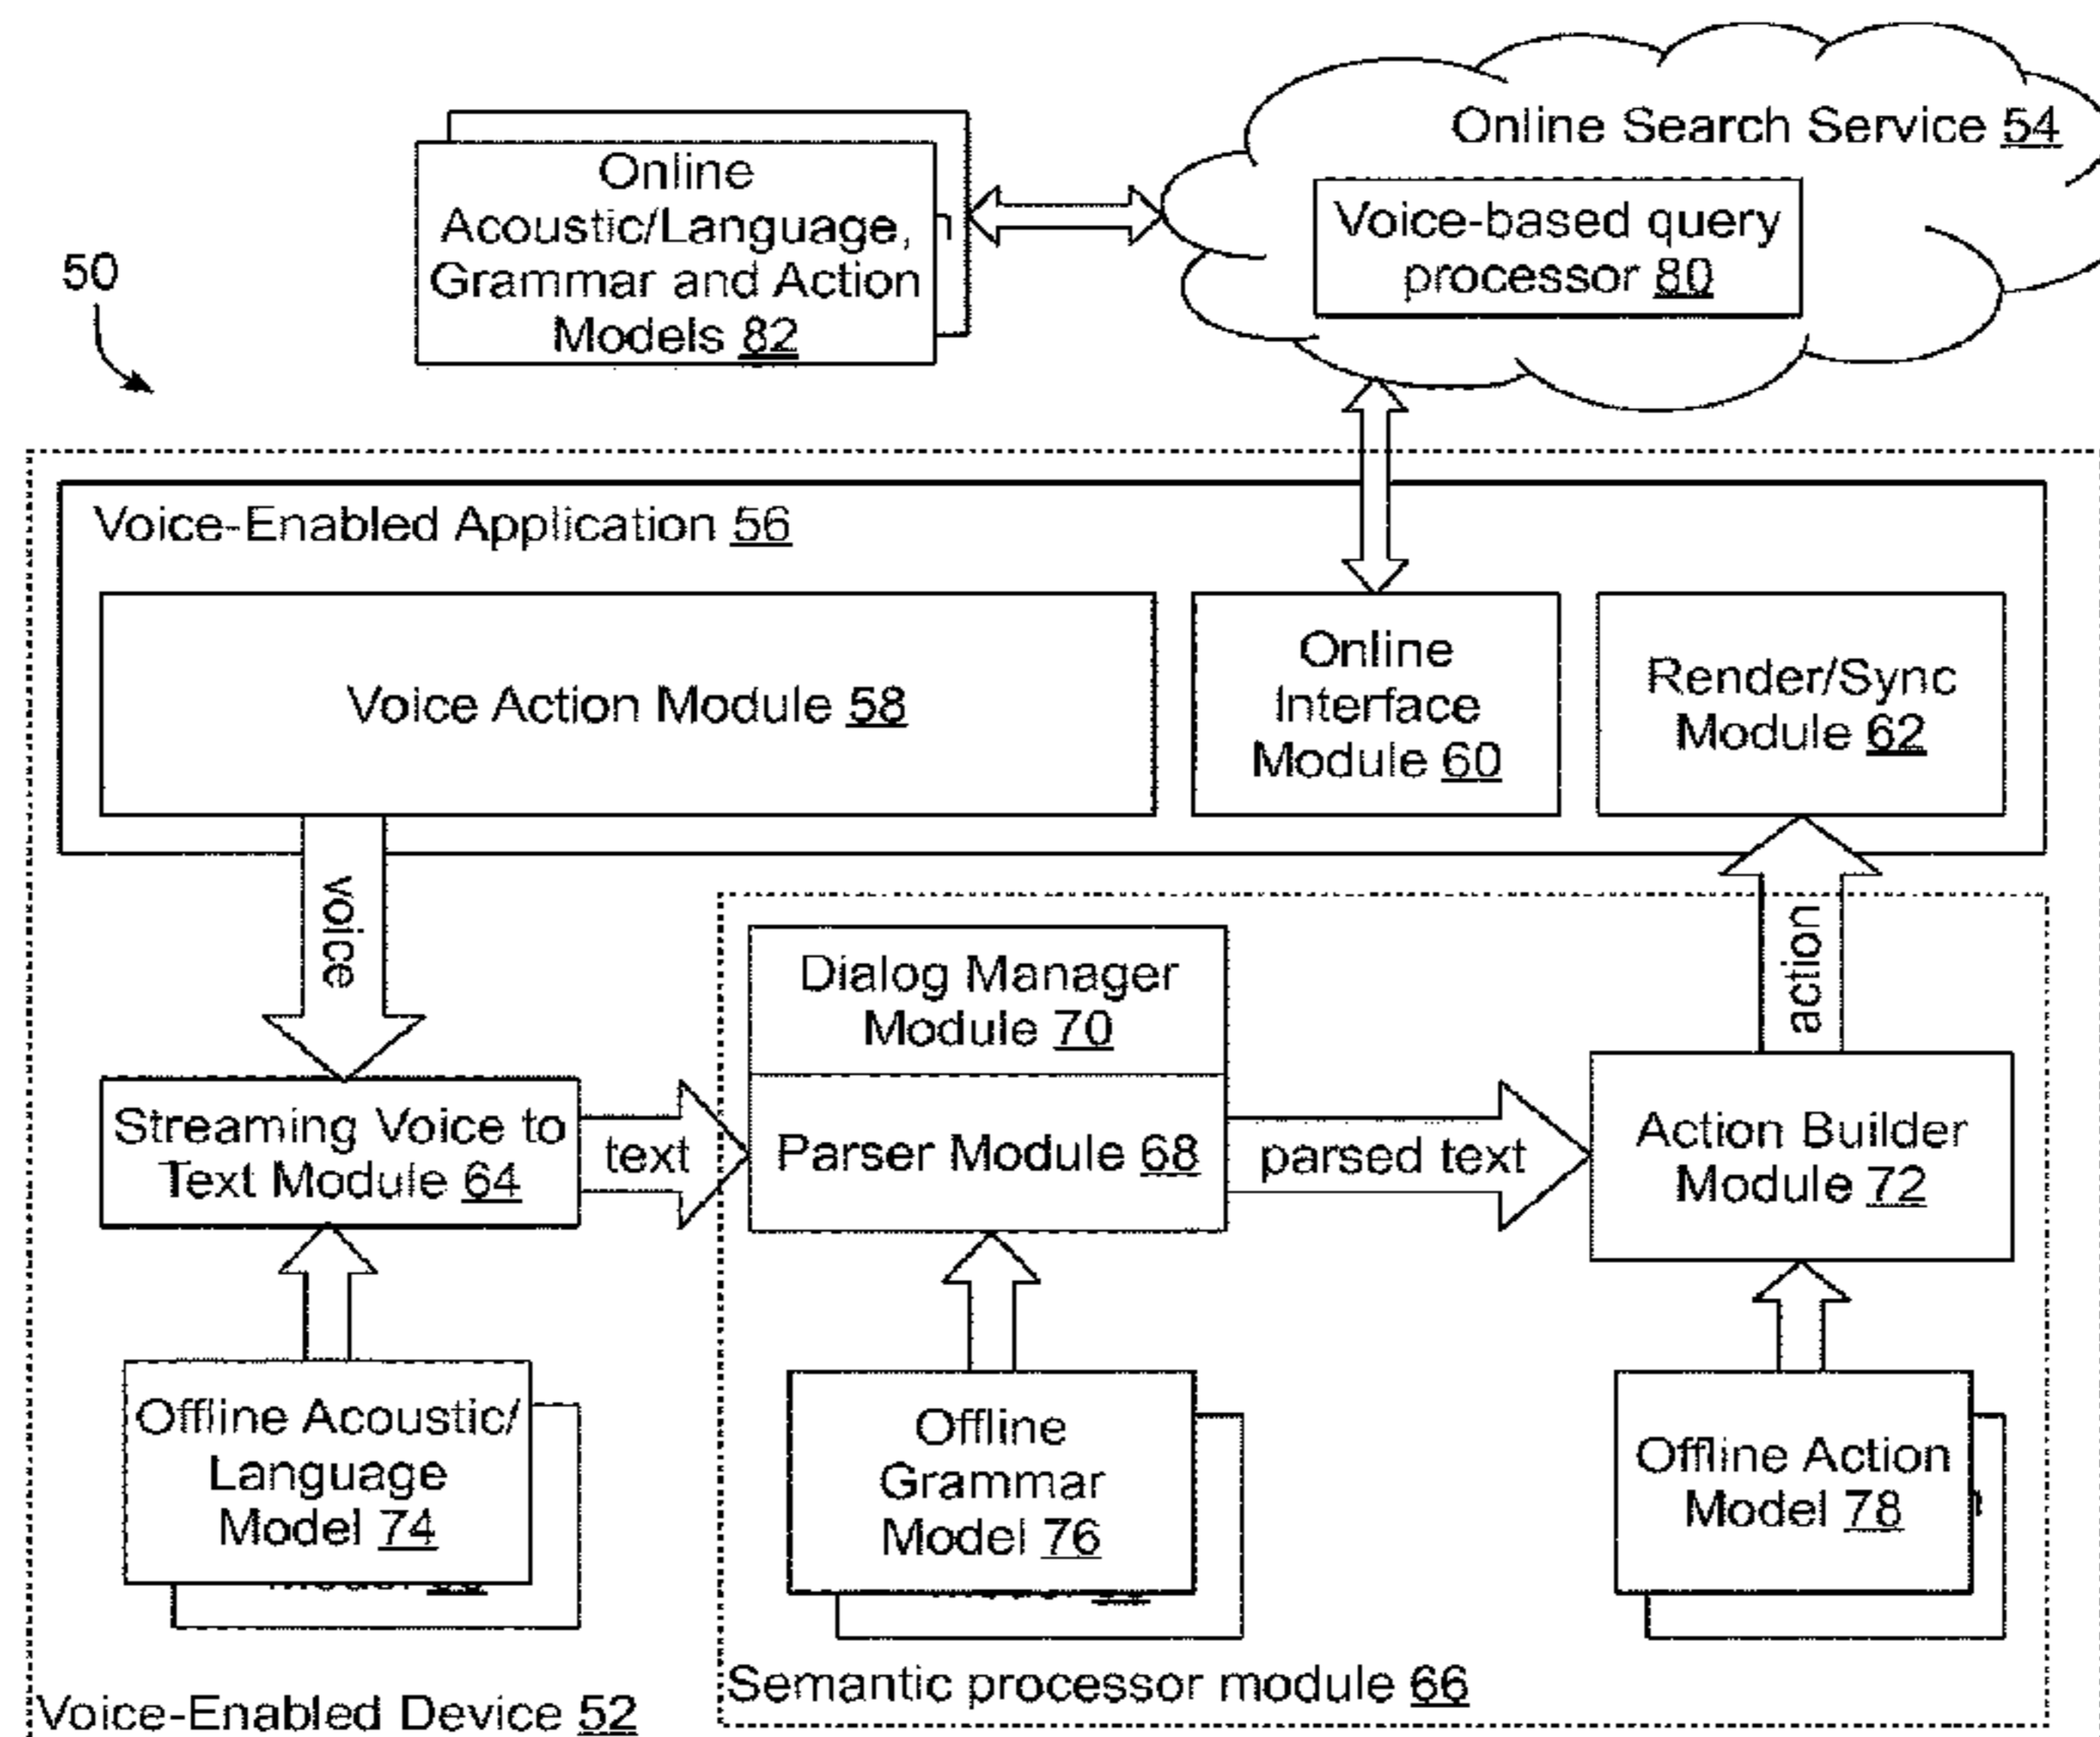 Online Search Service 54
Online
Acoustic/Language,
Grammar and Action
Models 82
Voice-based query
processor 80
50
Voice-Enabled Application 56
Voice Action Module 58
Online
Interface
Module 60
Render/Sync
Module 62
voice
action
Dialog Manager
Module 70
Streaming Voice to
Text Module 64
text
Parser Module 68
parsed text
Action Builder
Module 72
Offline Acoustic/
Language
Model 74
Offline
Grammar
Model 76
Offline Action
Model 78
Semantic processor module 66
Voice-Enabled Device 52